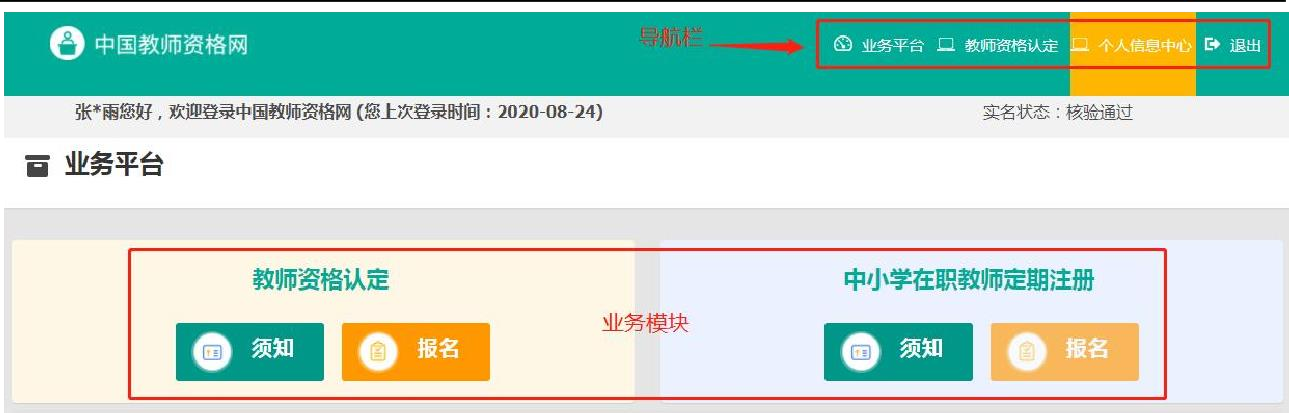 中国教师资格网
导航栏
业务平台 教师资格认定 个人信息中心 退出
张*雨您好，欢迎登录中国教师资格网 (您上次登录时间：2020-08-24)
实名状态：核验通过
业务平台
教师资格认定
中小学在职教师定期注册
业务模块
须知 报名
须知 报名